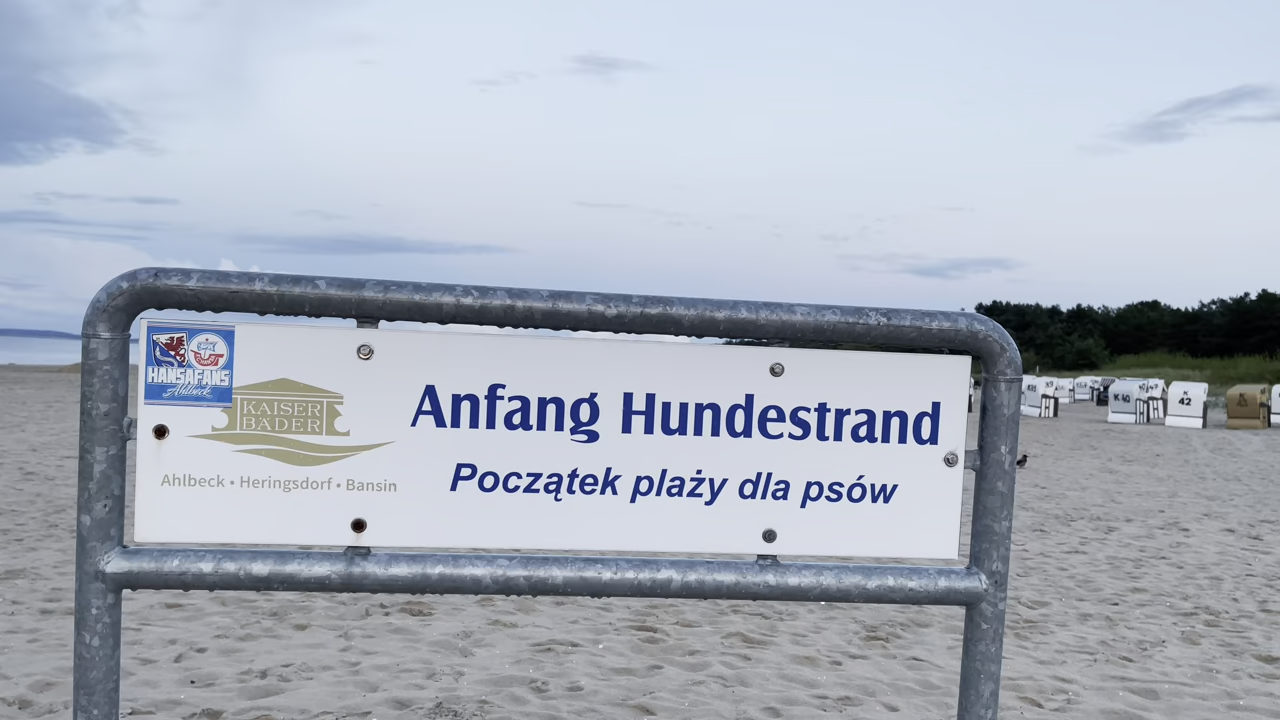 HANSAFANS
Ahlbeck
KAISER
BÄDER
Ahlbeck • Heringsdorf • Bansin
Anfang Hundestrand
Początek plaży dla psów
K 40
K
42